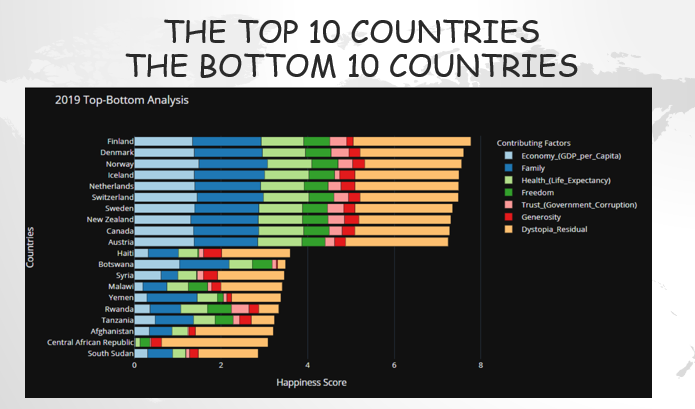 THE TOP 10 COUNTRIES
THE BOTTOM 10 COUNTRIES
2019 Top-Bottom Analysis
Countries
Finland
Denmark
Norway
Iceland
Netherlands
Switzerland
Sweden
New Zealand
Canada
Austria
Haiti
Botswana
Syria
Malawi
Yemen
Rwanda
Tanzania
Afghanistan
Central African Republic
South Sudan
0 2 4 6 8
Happiness Score
Contributing Factors
Economy_(GDP_per_Capita)
Family
Health_(Life_Expectancy)
Freedom
Trust_(Government_Corruption)
Generosity
Dystopia_Residual